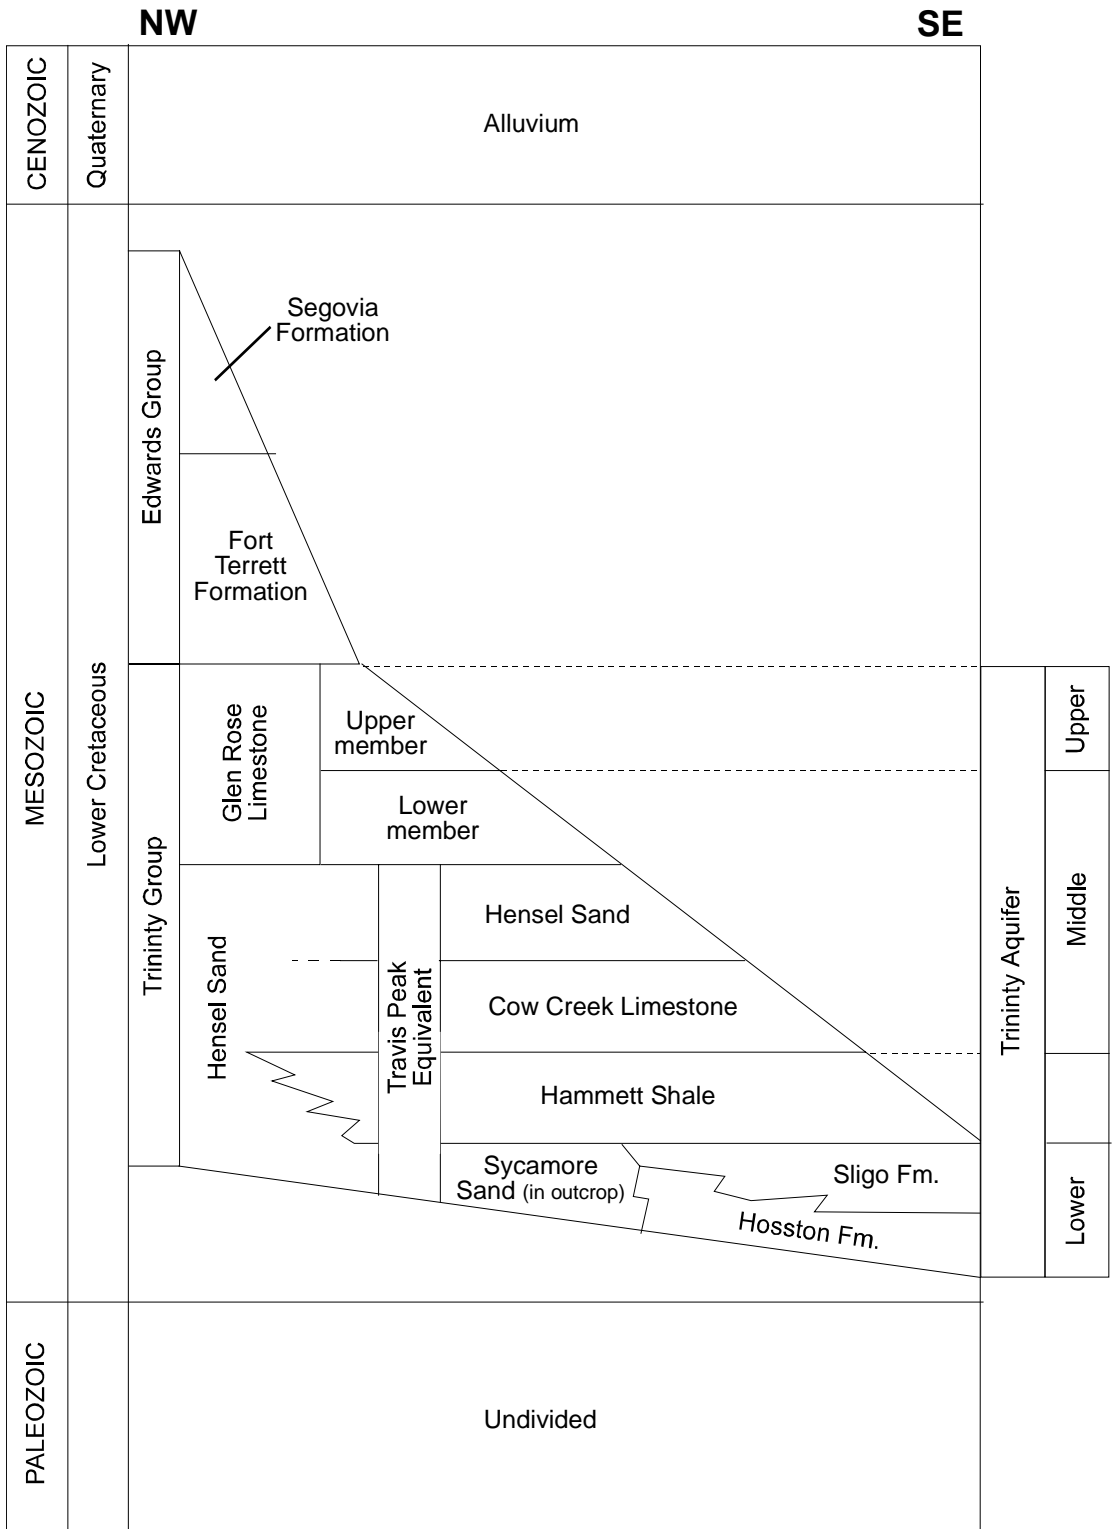 NW
SE
CENOZOIC
Quaternary
Alluvium
MESOZOIC
Lower Cretaceous
Edwards Group
Segovia
Formation
Fort
Terrett
Formation
Trininty Group
Glen Rose
Limestone
Upper
member
Lower
member
Hensel Sand
Travis Peak
Equivalent
Hensel Sand
Cow Creek Limestone
Hammett Shale
Sycamore
Sand (in outcrop)
Sligo Fm.
Hosston Fm.
Trininty Aquifer
Upper
Middle
Lower
PALEOZOIC
Undivided